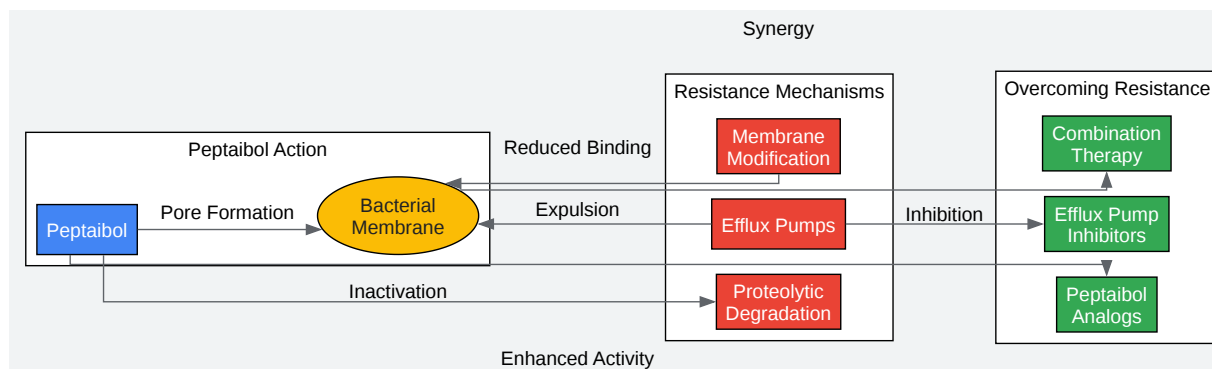 Synergy
Resistance Mechanisms
Overcoming Resistance
Peptaibol Action
Reduced Binding
Membrane
Modification
Combination
Therapy
Peptaibol
Pore Formation
Bacterial
Membrane
Expulsion
Efflux Pumps
Inhibition
Efflux Pump
Inhibitors
Inactivation
Proteolytic
Degradation
Peptaibol
Analogs
Enhanced Activity